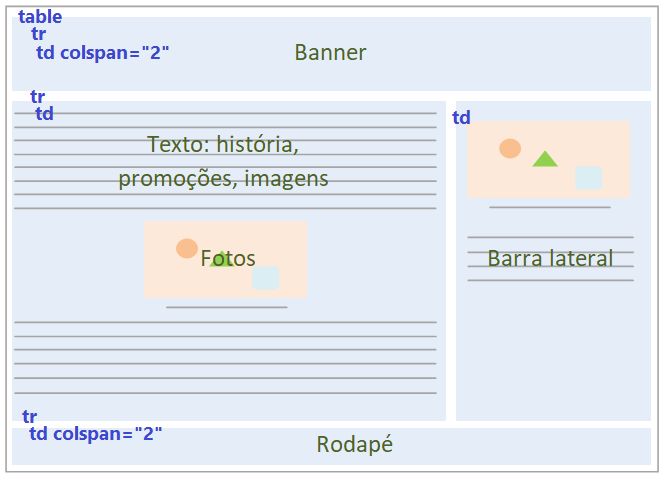 table
tr
td colspan="2"
Banner
tr
td
Texto: história,
promoções, imagens
Fotos
td
Barra lateral
tr
td colspan="2"
Rodapé